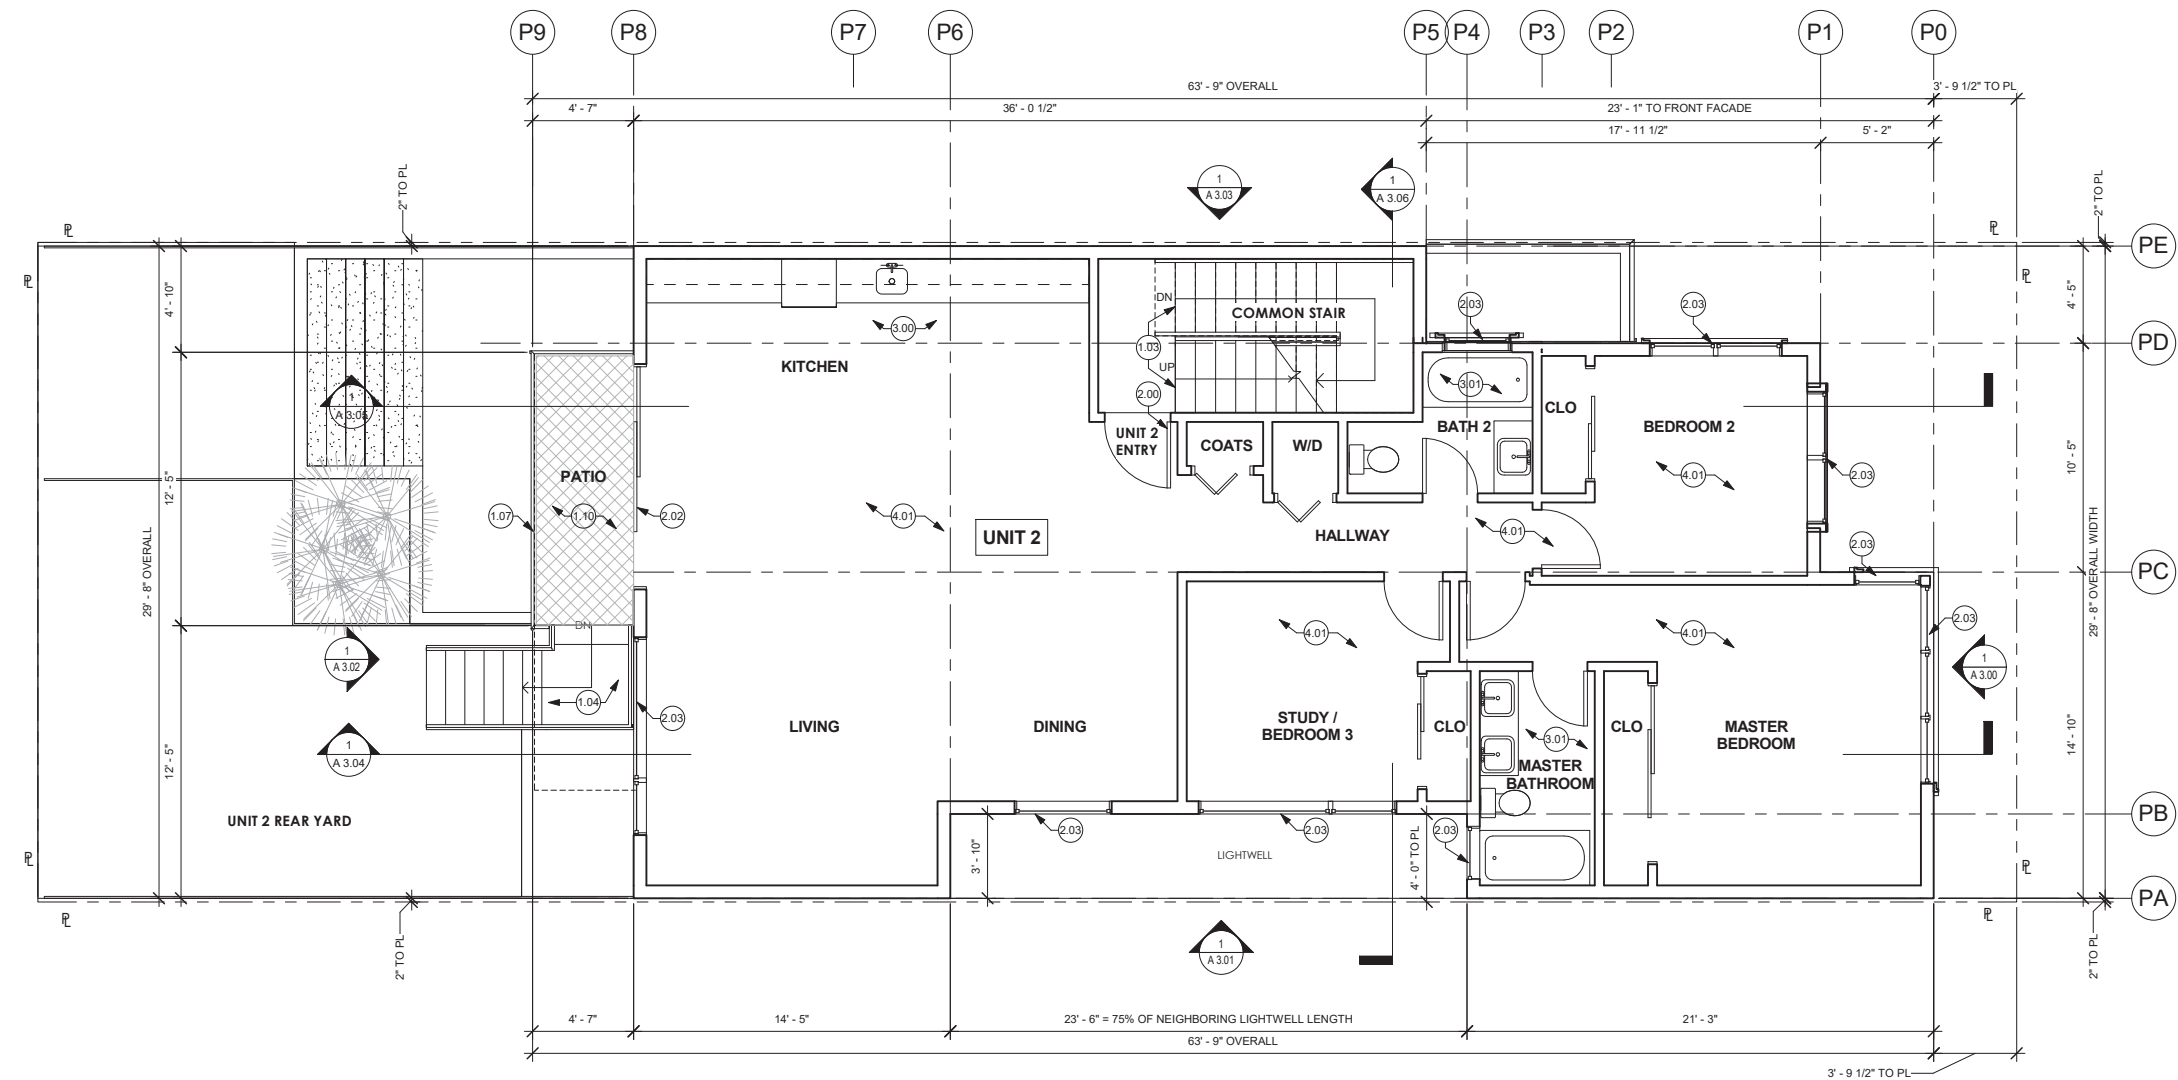 P9 P8 P7 P6 P5 P4 P3 P2 P1 P0
63' - 9" OVERALL
3' - 9 1/2" TO PL
4' - 7"
36' - 0 1/2"
23' - 1" TO FRONT FACADE
17' - 11 1/2"
5' - 2"
2" TO PL
1
A 3.03
1
A 3.06
2" TO PL
PL
PL
PE
PL
PL
4' - 10"
4' - 5"
DN
COMMON STAIR
2.03
2.03
3.00
1.03
PD
KITCHEN
UP
3.01
2.00
1
A 3.05
CLO
BATH 2
BEDROOM 2
UNIT 2
ENTRY
COATS
W/D
10' - 5"
PATIO
4.01
2.03
12' - 5"
1.07
1.10
2.02
4.01
UNIT 2
HALLWAY
4.01
2.03
29' - 8" OVERALL
PC
29' - 8" OVERALL WIDTH
DN
4.01
4.01
2.03
1
A 3.02
1
A 3.00
1.04
2.03
LIVING
DINING
STUDY /
BEDROOM 3
CLO
CLO
MASTER
BEDROOM
3.01
1
A 3.04
12' - 5"
14' - 10"
MASTER
BATHROOM
UNIT 2 REAR YARD
2.03
2.03
2.03
PB
3' - 10"
LIGHTWELL
4' - 0" TO PL
PL
PL
PA
PL
PL
2" TO PL
1
A 3.01
2" TO PL
4' - 7"
14' - 5"
23' - 6" = 75% OF NEIGHBORING LIGHTWELL LENGTH
21' - 3"
63' - 9" OVERALL
3' - 9 1/2" TO PL